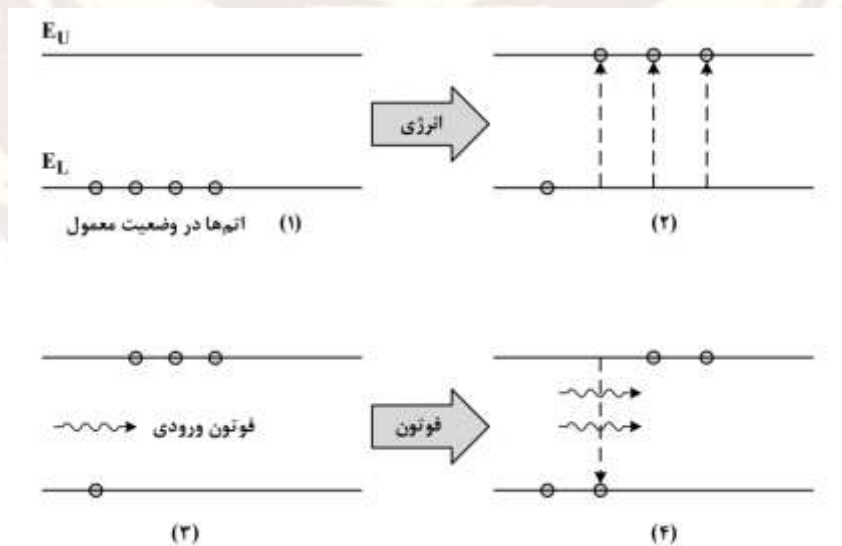 E_U
انرژی
E_L
(۱) اتم‌ها در وضعیت معمول
(۲)
فوتون ورودی
فوتون
(۳)
(۴)